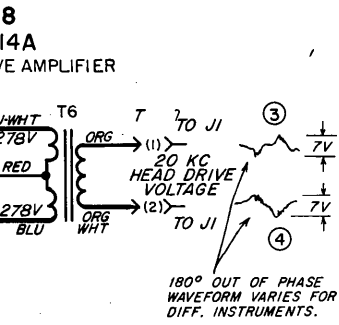 8
14A
VE AMPLIFIER
-WHT
278V
T6
ORG
T
(1)
TO J1
20 KC
HEAD DRIVE
VOLTAGE
RED
278V
BLU
ORG
WHT
(2)
TO J1
3
7V
7V
4
180° OUT OF PHASE
WAVEFORM VARIES FOR
DIFF. INSTRUMENTS.